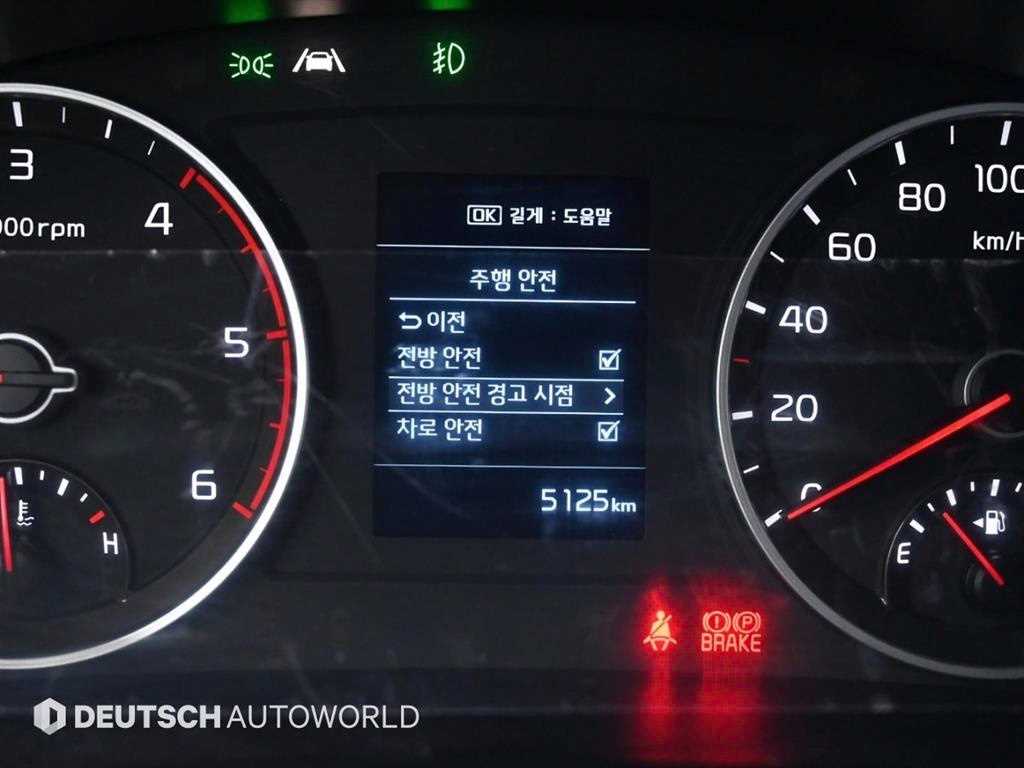 OK 길게 : 도움말
주행 안전
이전
전방 안전
전방 안전 경고 시점
차로 안전
5125km
3
4
5
6
000rpm
H
0
20
40
60
80
100
km/h
E
P
BRAKE
DEUTSCH AUTOWORLD